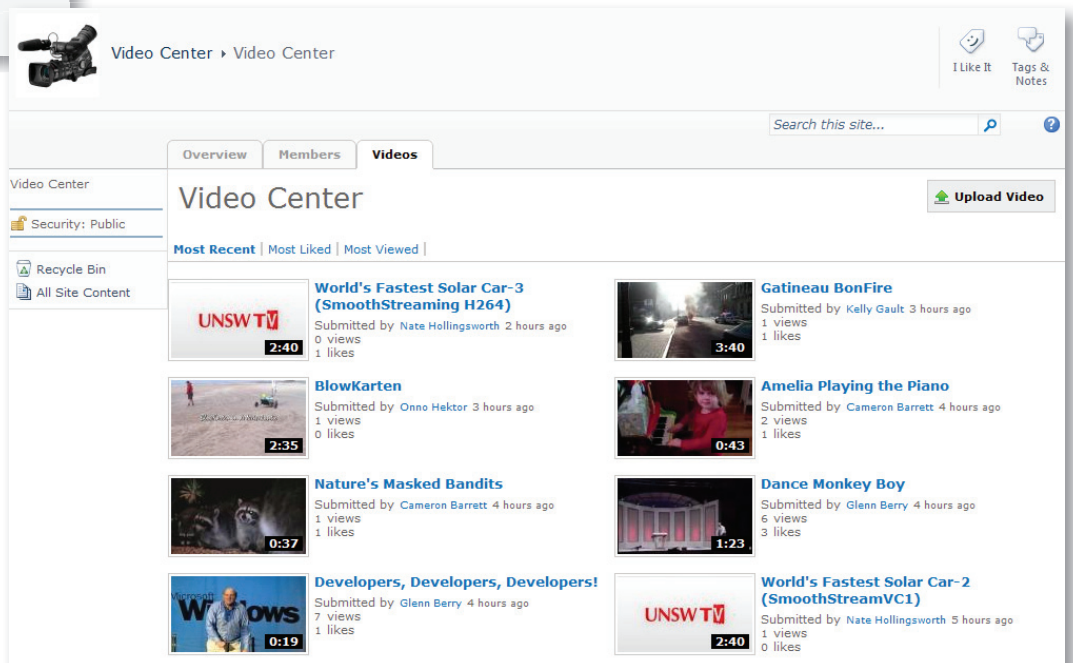 Video Center ▸ Video Center
I Like It
Tags &
Notes
Search this site...
Overview
Members
Videos
Video Center
Security: Public
Recycle Bin
All Site Content
Video Center
Upload Video
Most Recent | Most Liked | Most Viewed |
UNSW TV
2:40
World's Fastest Solar Car-3
(SmoothStreaming H264)
Submitted by Nate Hollingsworth 2 hours ago
0 views
1 likes
3:40
Gatineau BonFire
Submitted by Kelly Gault 3 hours ago
1 views
1 likes
2:35
BlowKarten
Submitted by Onno Hektor 3 hours ago
1 views
0 likes
0:43
Amelia Playing the Piano
Submitted by Cameron Barrett 4 hours ago
2 views
1 likes
0:37
Nature's Masked Bandits
Submitted by Cameron Barrett 4 hours ago
1 views
1 likes
1:23
Dance Monkey Boy
Submitted by Glenn Berry 4 hours ago
6 views
3 likes
Microsoft
Windows
0:19
Developers, Developers, Developers!
Submitted by Glenn Berry 4 hours ago
7 views
1 likes
UNSW TV
2:40
World's Fastest Solar Car-2
(SmoothStreamVC1)
Submitted by Nate Hollingsworth 5 hours ago
1 views
0 likes